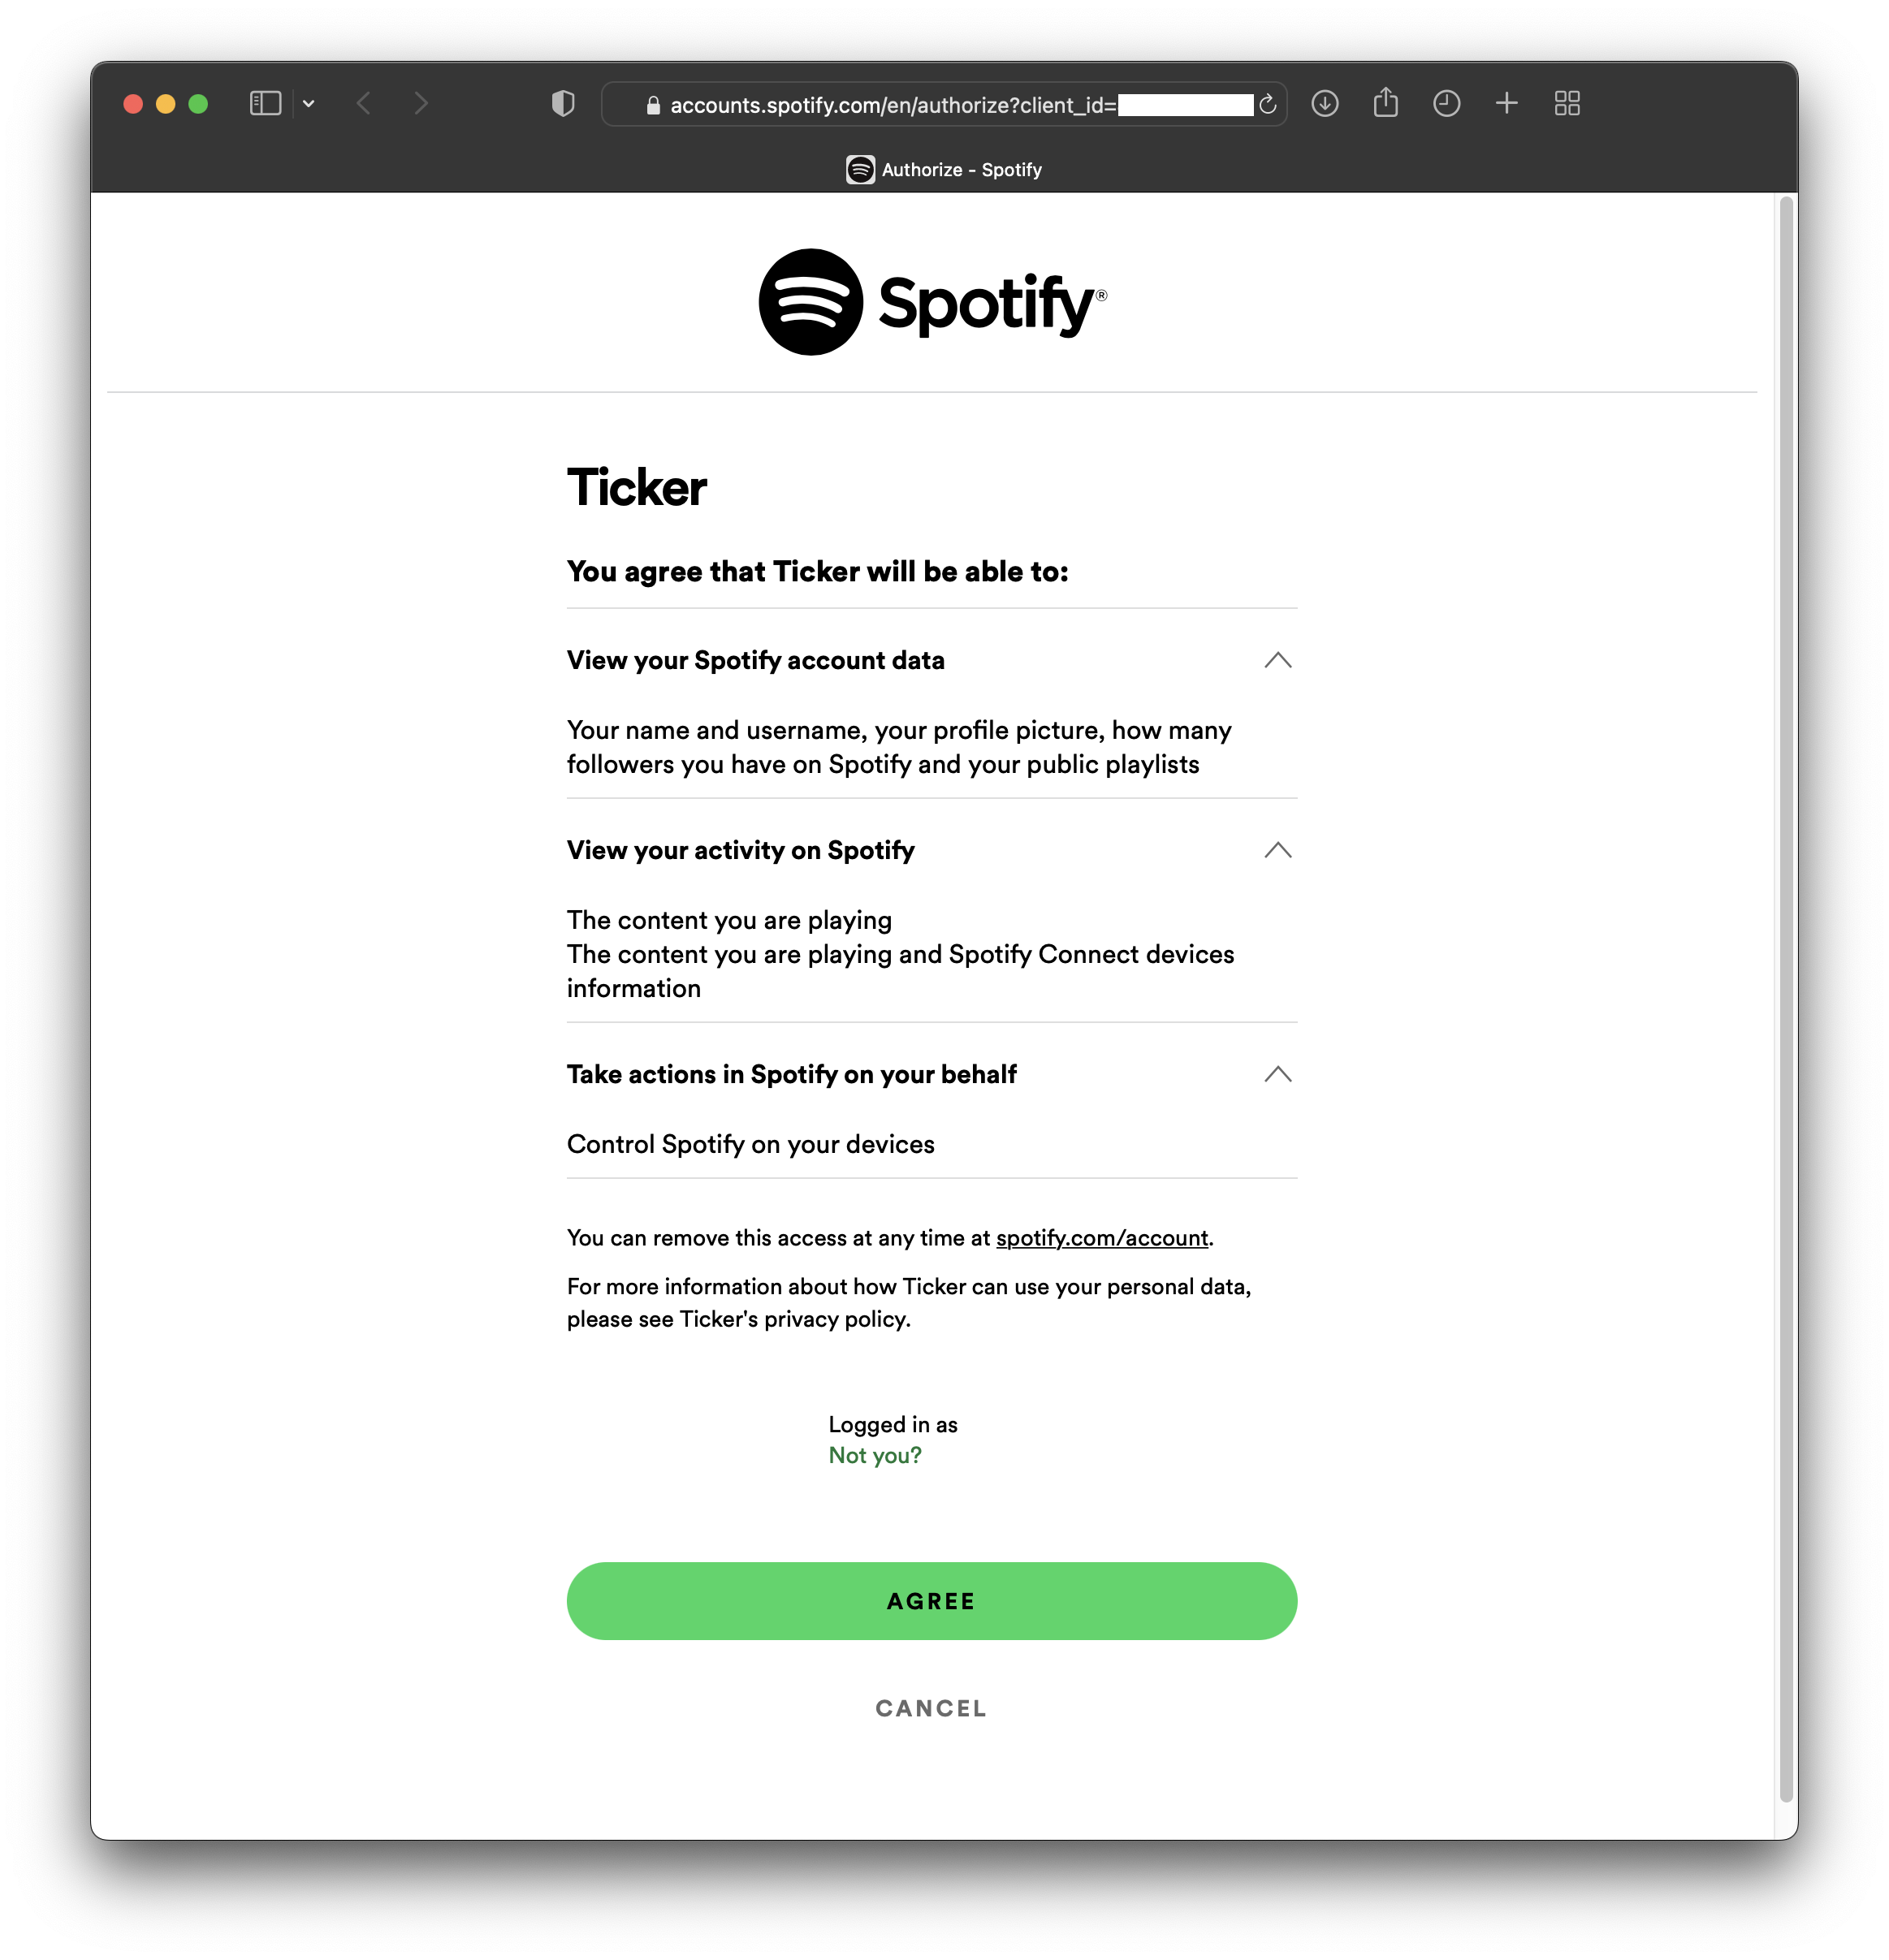 accounts.spotify.com/en/authorize?client_id=
Authorize - Spotify
Spotify®
Ticker
You agree that Ticker will be able to:
View your Spotify account data
Your name and username, your profile picture, how many
followers you have on Spotify and your public playlists
View your activity on Spotify
The content you are playing
The content you are playing and Spotify Connect devices
information
Take actions in Spotify on your behalf
Control Spotify on your devices
You can remove this access at any time at spotify.com/account.
For more information about how Ticker can use your personal data,
please see Ticker's privacy policy.
Logged in as
Not you?
AGREE
CANCEL